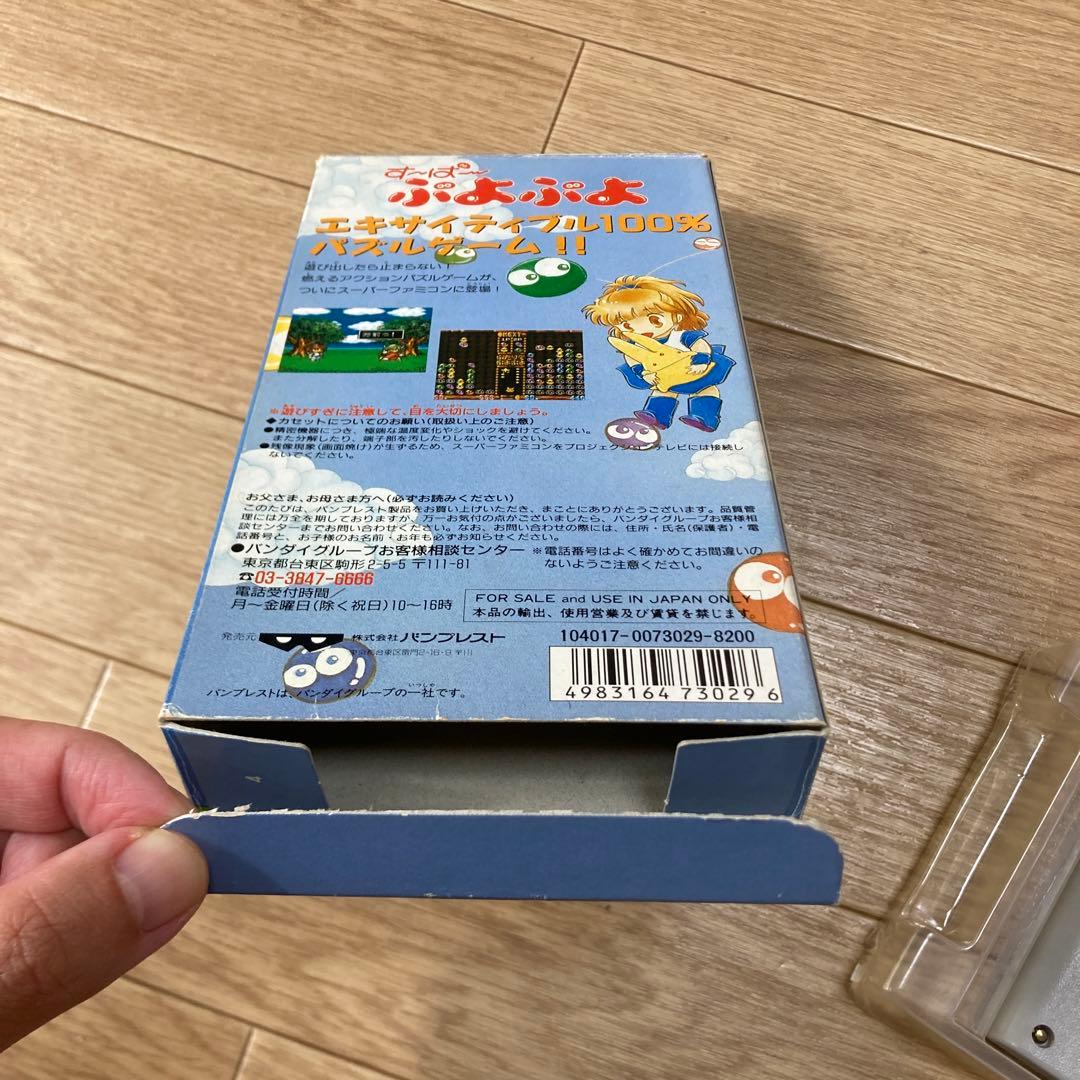 す〜ぱ〜
ぷよぷよ
エキサイティブル100%
パズルゲーム!!
遊び出したら止まらない!
燃えるアクションパズルゲームが、
ついにスーパーファミコンに登場!
NEXT
※遊びすぎに注意して、目を大切にしましょう。
◆カセットについてのお願い(取扱い上のご注意)
●精密機器につき、極端な温度変化やショックを避けてください。
また分解したり、端子部を汚したりしないでください。
●残像現象(画面焼け)が生ずるため、スーパーファミコンをプロジェクションテレビには接続し
ないでください。
お父さま、お母さま方へ(必ずお読みください)
このたびは、バンプレスト製品をお買い上げいただき、まことにありがとうございます。品質管
理には万全を期しておりますが、万一お気付の点がございましたら、バンダイグループお客様相
談センターまでお問い合わせください。なお、お問い合わせの際には、住所・氏名(保護者)・電
話番号と、お子様のお名前・お年も必ずお知らせください。
●バンダイグループお客様相談センター ※電話番号はよく確かめてお間違いの
東京都台東区駒形2-5-5 〒111-81 ないようご注意ください。
☎03-3847-6666
電話受付時間/
月〜金曜日(除く祝日)10〜16時
FOR SALE and USE IN JAPAN ONLY
本品の輸出、使用営業及び賃貸を禁じます。
発売元 株式会社 バンプレスト
東京都台東区雷門2-16-9 〒111
104017-0073029-8200
バンプレストは、バンダイグループの一社です。
4983164 730296
4